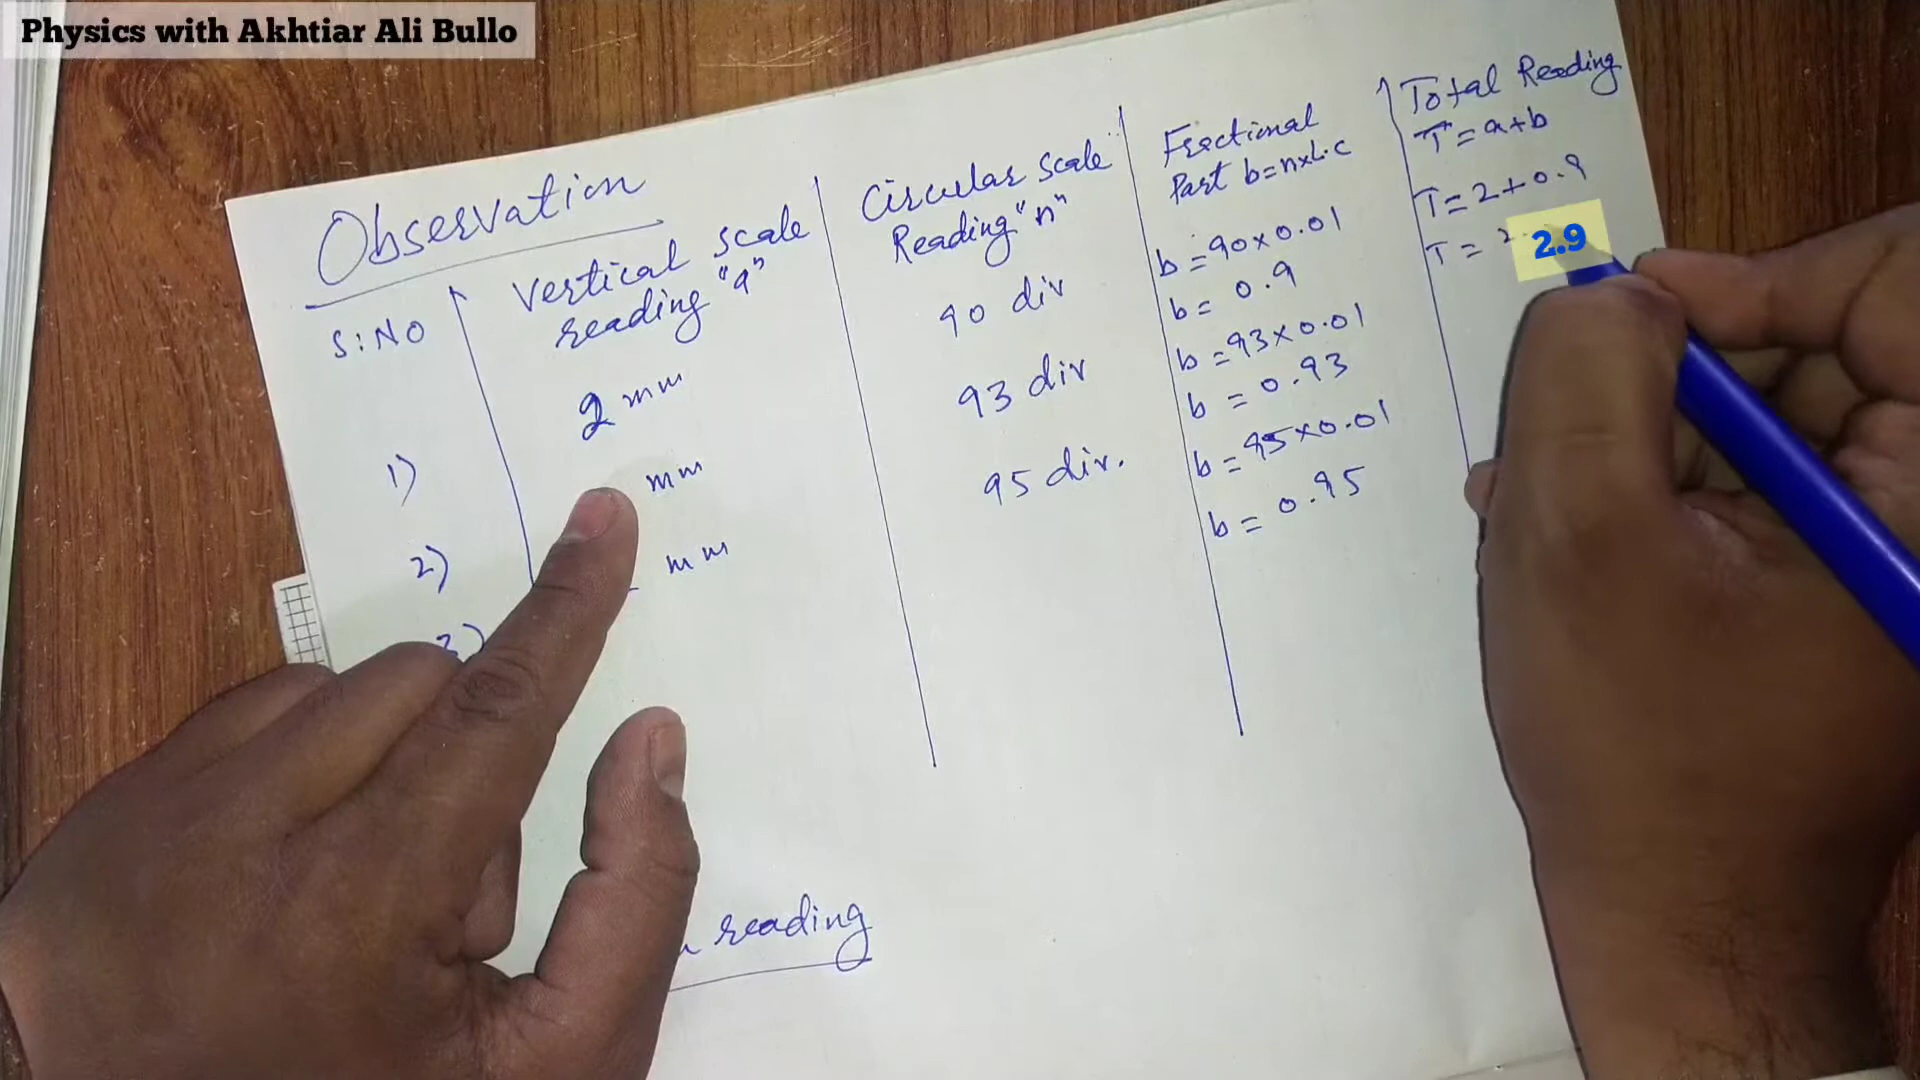 Physics with Akhtiar Ali Bullo
Observation
S:NO
Vertical scale
reading "a"
Circular scale
Reading "n"
Fractional
Part b=n×L.C
Total Reading
T=a+b
1)
2 mm
90 div
b=90×0.01
b= 0.9
T=2+0.9
T= 2.9
2)
mm
93 div
b=93×0.01
b = 0.93
3)
mm
95 div.
b=95×0.01
b= 0.95
reading